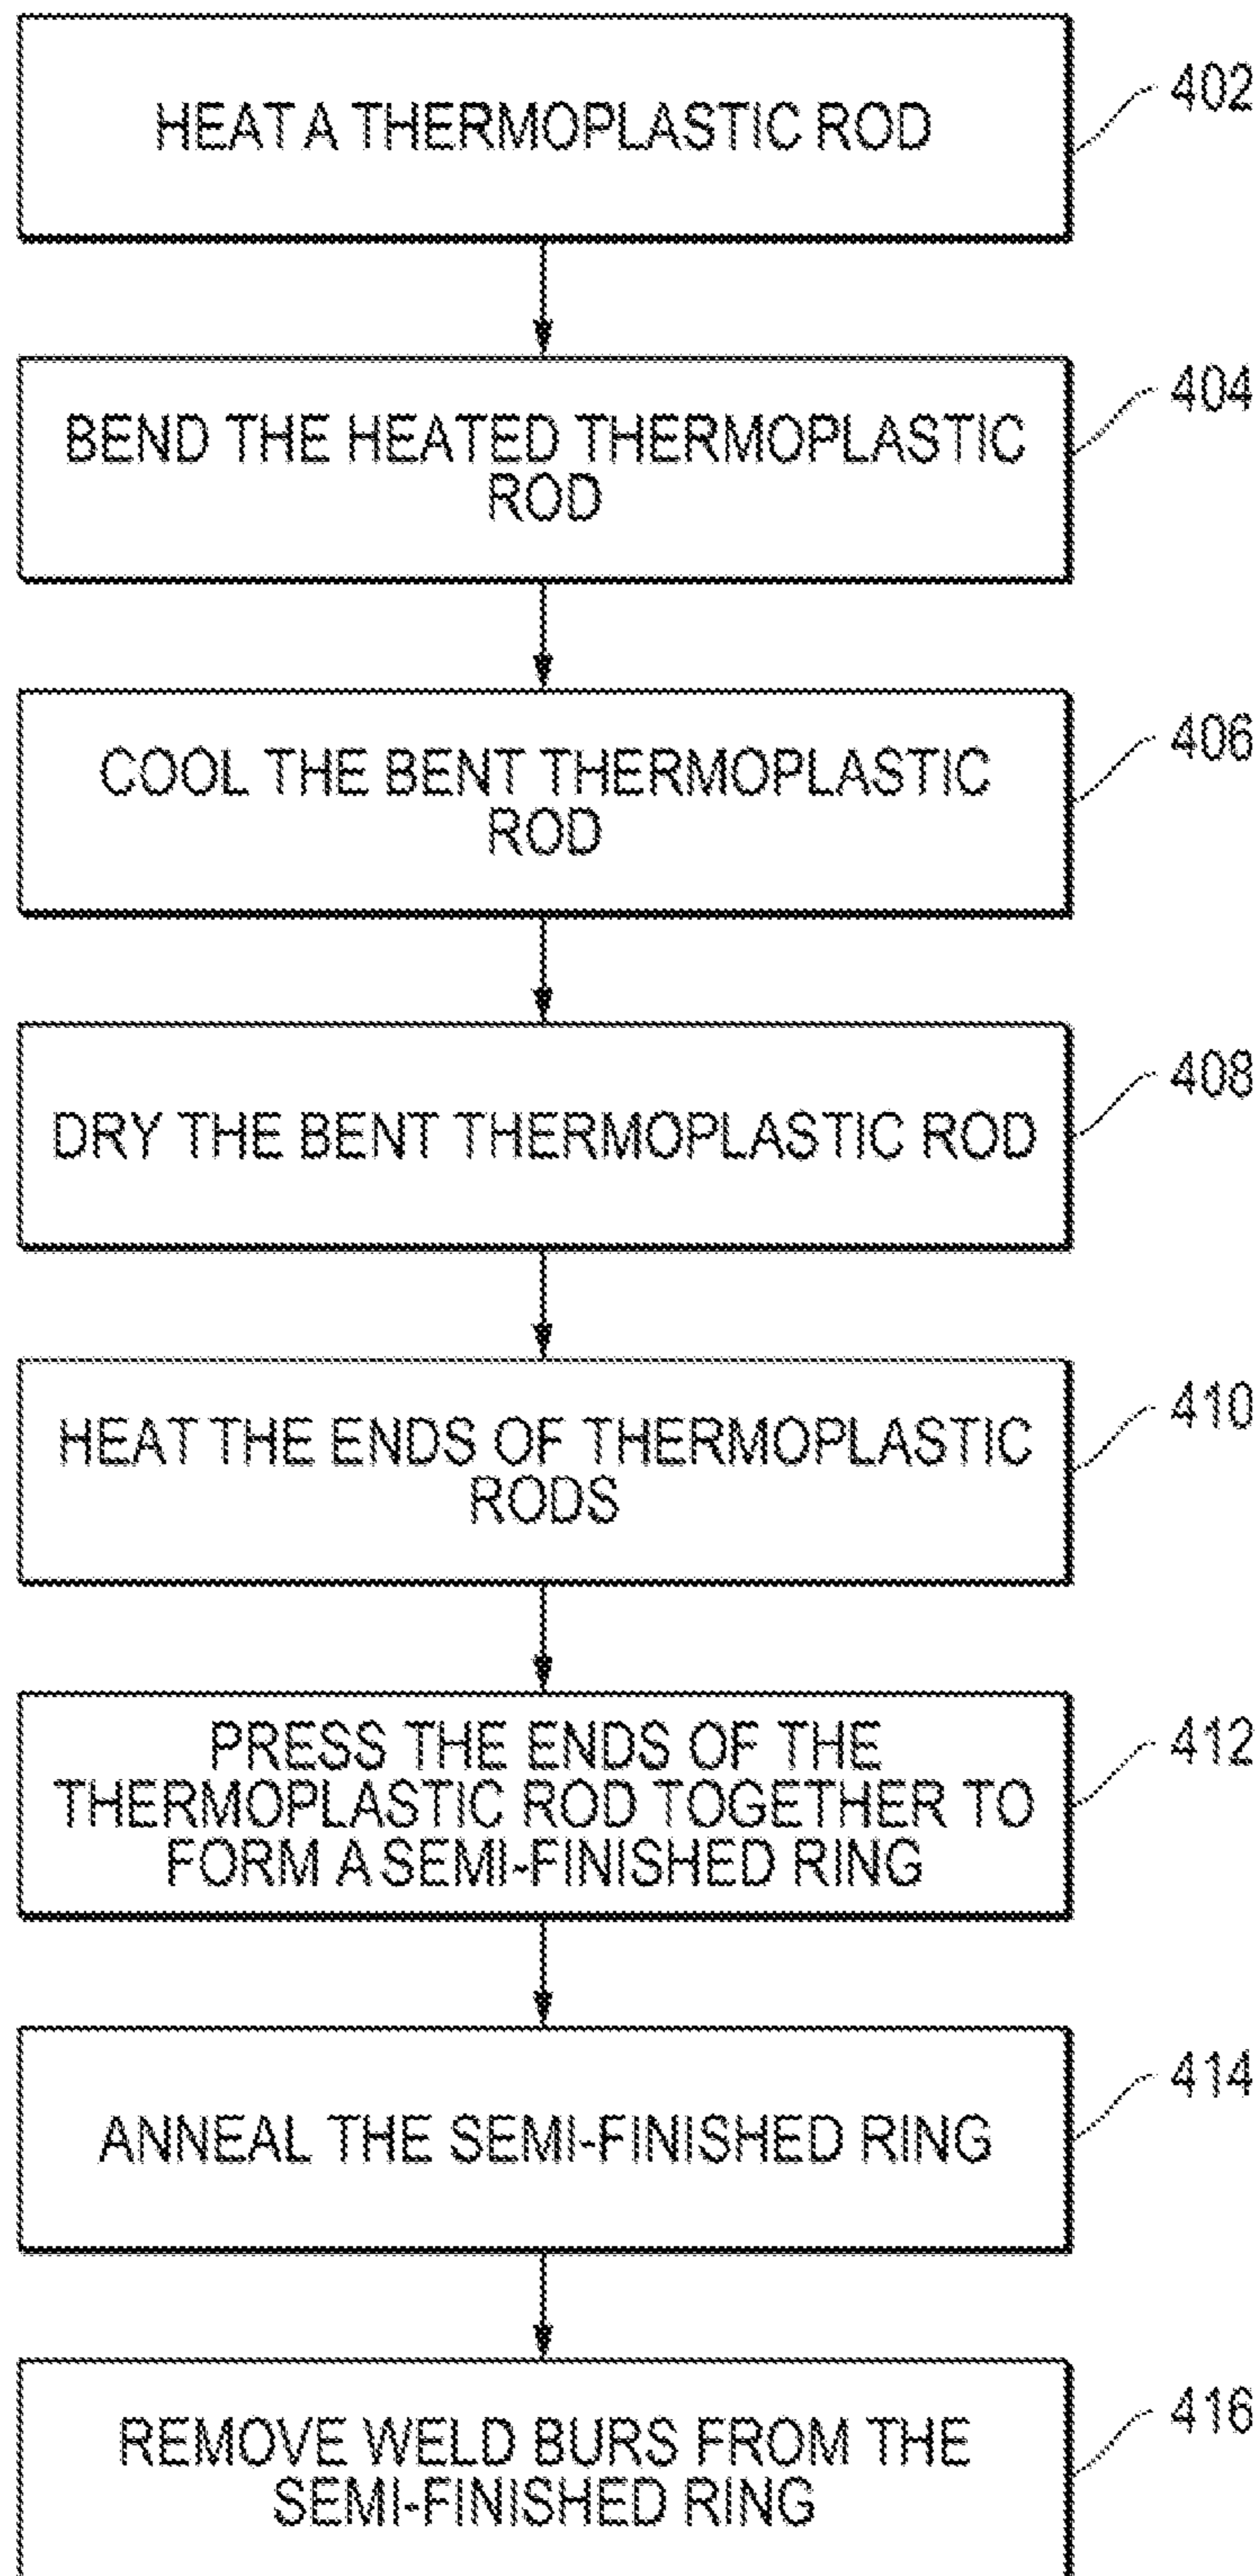 HEAT A THERMOPLASTIC ROD
402
BEND THE HEATED THERMOPLASTIC
ROD
404
COOL THE BENT THERMOPLASTIC
ROD
406
DRY THE BENT THERMOPLASTIC ROD
408
HEAT THE ENDS OF THERMOPLASTIC
RODS
410
PRESS THE ENDS OF THE
THERMOPLASTIC ROD TOGETHER TO
FORM A SEMI-FINISHED RING
412
ANNEAL THE SEMI-FINISHED RING
414
REMOVE WELD BURS FROM THE
SEMI-FINISHED RING
416